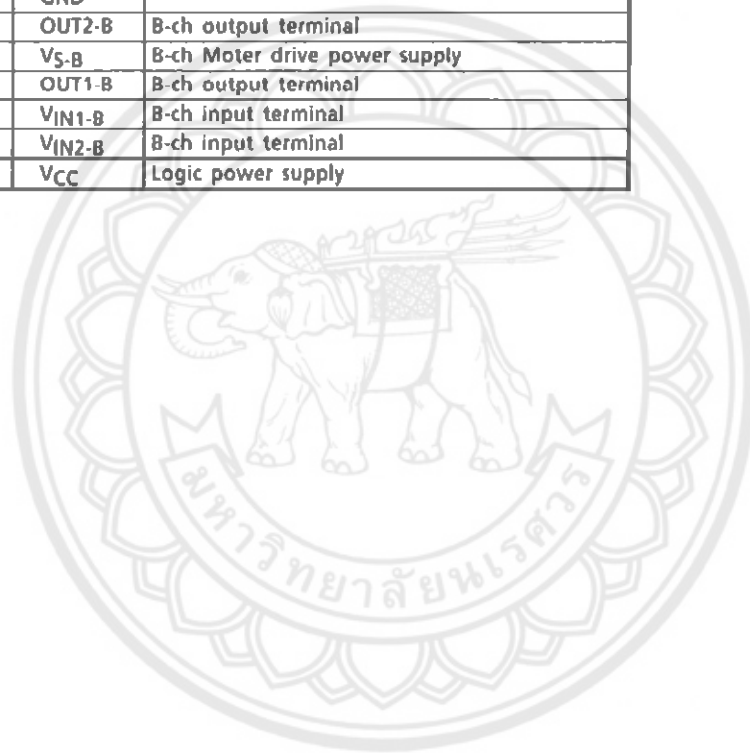 GND
OUT2-B B-ch output terminal
VS-B B-ch Moter drive power supply
OUT1-B B-ch output terminal
VIN1-B B-ch input terminal
VIN2-B B-ch input terminal
VCC Logic power supply
มหาวิทยาลัยนเรศวร